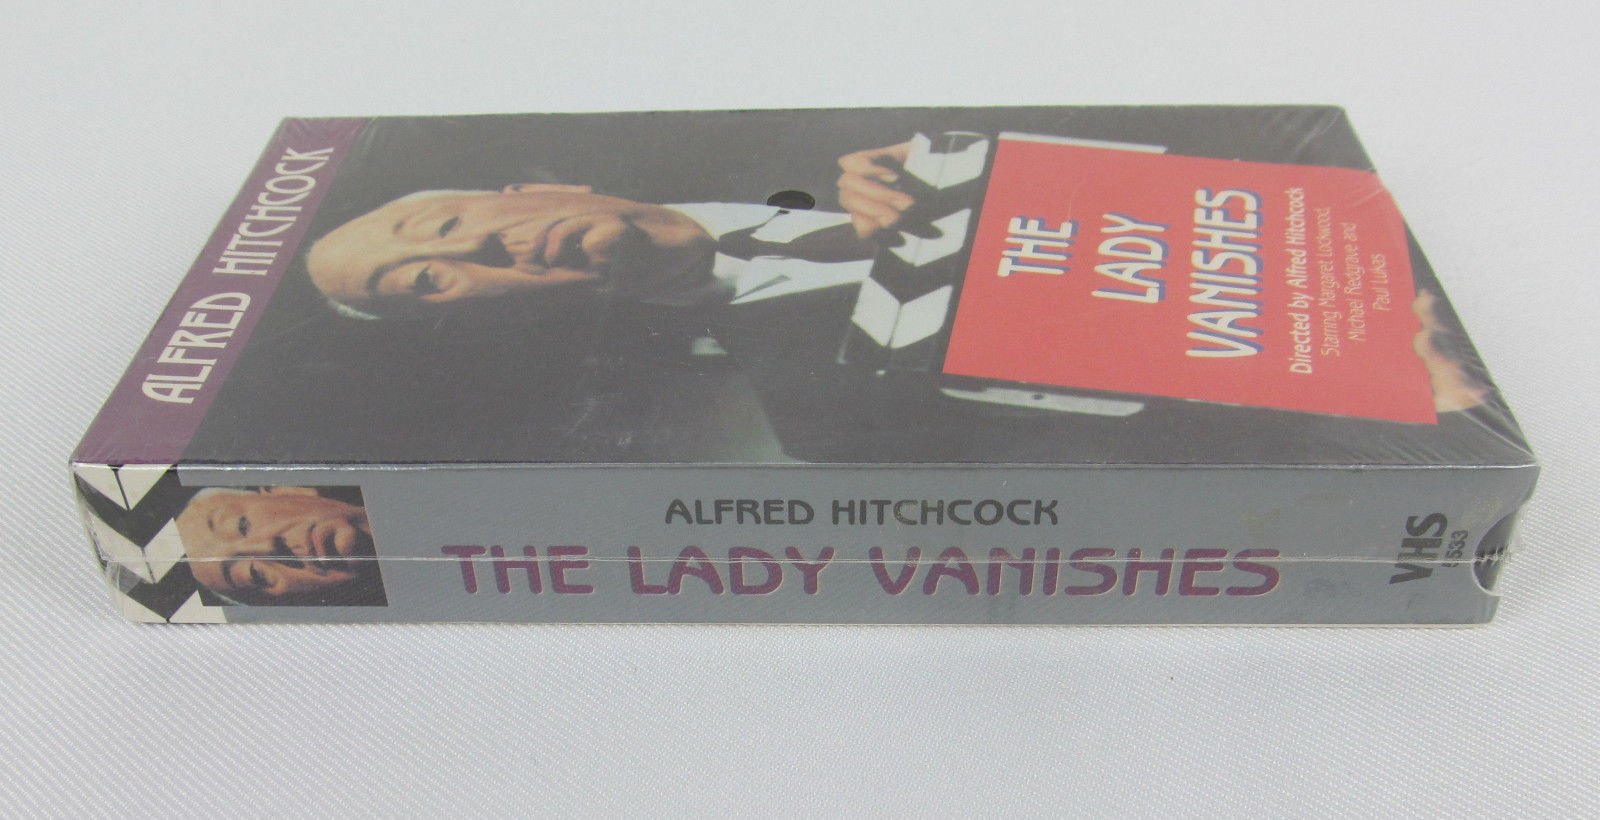 ALFRED HITCHCOCK
THE
LADY
VANISHES
Directed by Alfred Hitchcock
Starring Margaret Lockwood,
Michael Redgrave and
Paul Lukas
ALFRED HITCHCOCK
THE LADY VANISHES
VHS